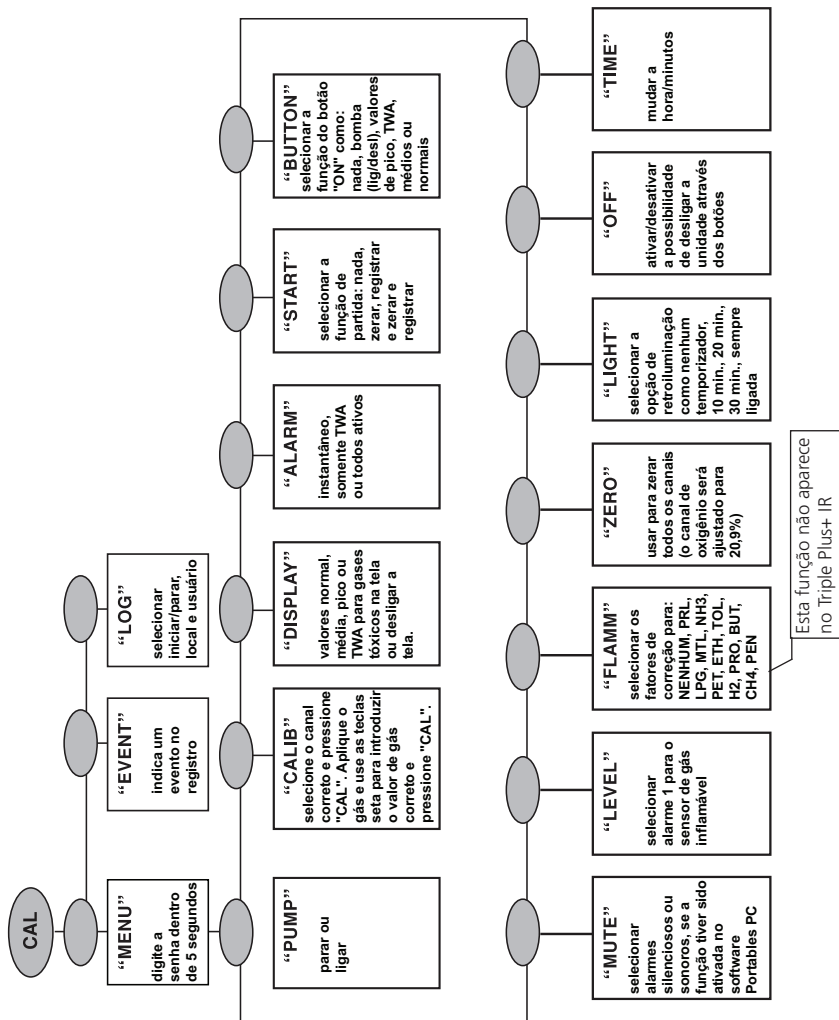 CAL
“MENU”
digite a
senha dentro
de 5 segundos
“EVENT”
indica um
evento no
registro
“LOG”
selecionar
iniciar/parar,
local e usuário
“PUMP”
parar ou
ligar
“CALIB”
selecione o canal
correto e pressione
"CAL". Aplique o
gás e use as teclas
seta para introduzir
o valor de gás
correto e
pressione "CAL".
“DISPLAY”
valores normal,
média, pico ou
TWA para gases
tóxicos na tela
ou desligar a
tela.
“ALARM”
instantâneo,
somente TWA
ou todos ativos
“START”
selecionar a
função de
partida: nada,
zerar, registrar
e zerar e
registrar
“BUTTON”
selecionar a
função do botão
"ON" como:
nada, bomba
(lig/desl), valores
de pico, TWA,
médios ou
normais
“MUTE”
selecionar
alarmes
silenciosos ou
sonoros, se a
função tiver sido
ativada no
software
Portables PC
“LEVEL”
selecionar
alarme 1 para o
sensor de gás
inflamável
“FLAMM”
selecionar os
fatores de
correção para:
NENHUM, PRL,
LPG, MTL, NH3,
PET, ETH, TOL,
H2, PRO, BUT,
CH4, PEN
“ZERO”
usar para zerar
todos os canais
(o canal de
oxigênio será
ajustado para
20,9%)
“LIGHT”
selecionar a
opção de
retroiluminação
como nenhum
temporizador,
10 min., 20 min.,
30 min., sempre
ligada
“OFF”
ativar/desativar
a possibilidade
de desligar a
unidade através
dos botões
“TIME”
mudar a
hora/minutos
Esta função não aparece
no Triple Plus+ IR